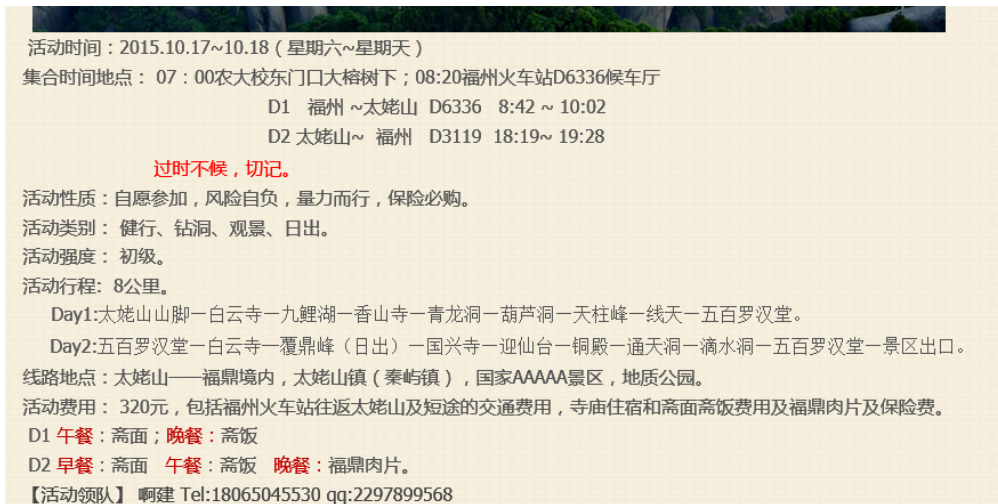 活动时间：2015.10.17~10.18（星期六~星期天）
集合时间地点： 07：00农大校东门口大榕树下；08:20福州火车站D6336候车厅
D1 福州 ~太姥山 D6336 8:42 ~ 10:02
D2 太姥山~ 福州 D3119 18:19~ 19:28
过时不候，切记。
活动性质：自愿参加，风险自负，量力而行，保险必购。
活动类别： 健行、钻洞、观景、日出。
活动强度： 初级。
活动行程: 8公里。
Day1:太姥山山脚一白云寺一九鲤湖一香山寺一青龙洞一葫芦洞一天柱峰一线天一五百罗汉堂。
Day2:五百罗汉堂一白云寺一覆鼎峰（日出）一国兴寺一迎仙台一铜殿一通天洞一滴水洞一五百罗汉堂一景区出口。
线路地点：太姥山——福鼎境内，太姥山镇（秦屿镇），国家AAAAA景区，地质公园。
活动费用： 320元，包括福州火车站往返太姥山及短途的交通费用，寺庙住宿和斋面斋饭费用及福鼎肉片及保险费。
D1 午餐：斋面；晚餐：斋饭
D2 早餐：斋面 午餐：斋饭 晚餐：福鼎肉片。
【活动领队】 啊建 Tel:18065045530 qq:2297899568